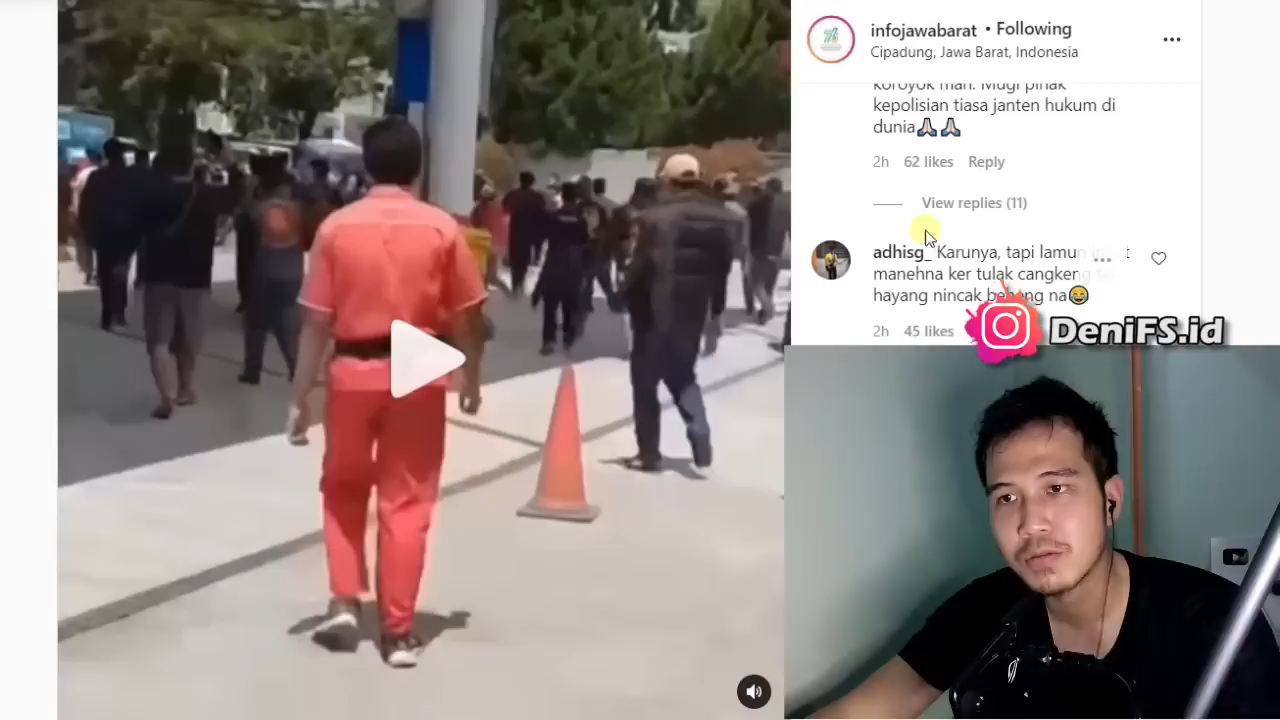 infojawabarat • Following
Cipadung, Jawa Barat, Indonesia
kepolisian tiasa janten hukum di
dunia🙏🏻🙏🏻
2h 62 likes Reply
View replies (11)
adhisg_ Karunya, tapi lamun
manehna ker tulak cangkeng
hayang nincak na😂
2h 45 likes
DeniFS.id